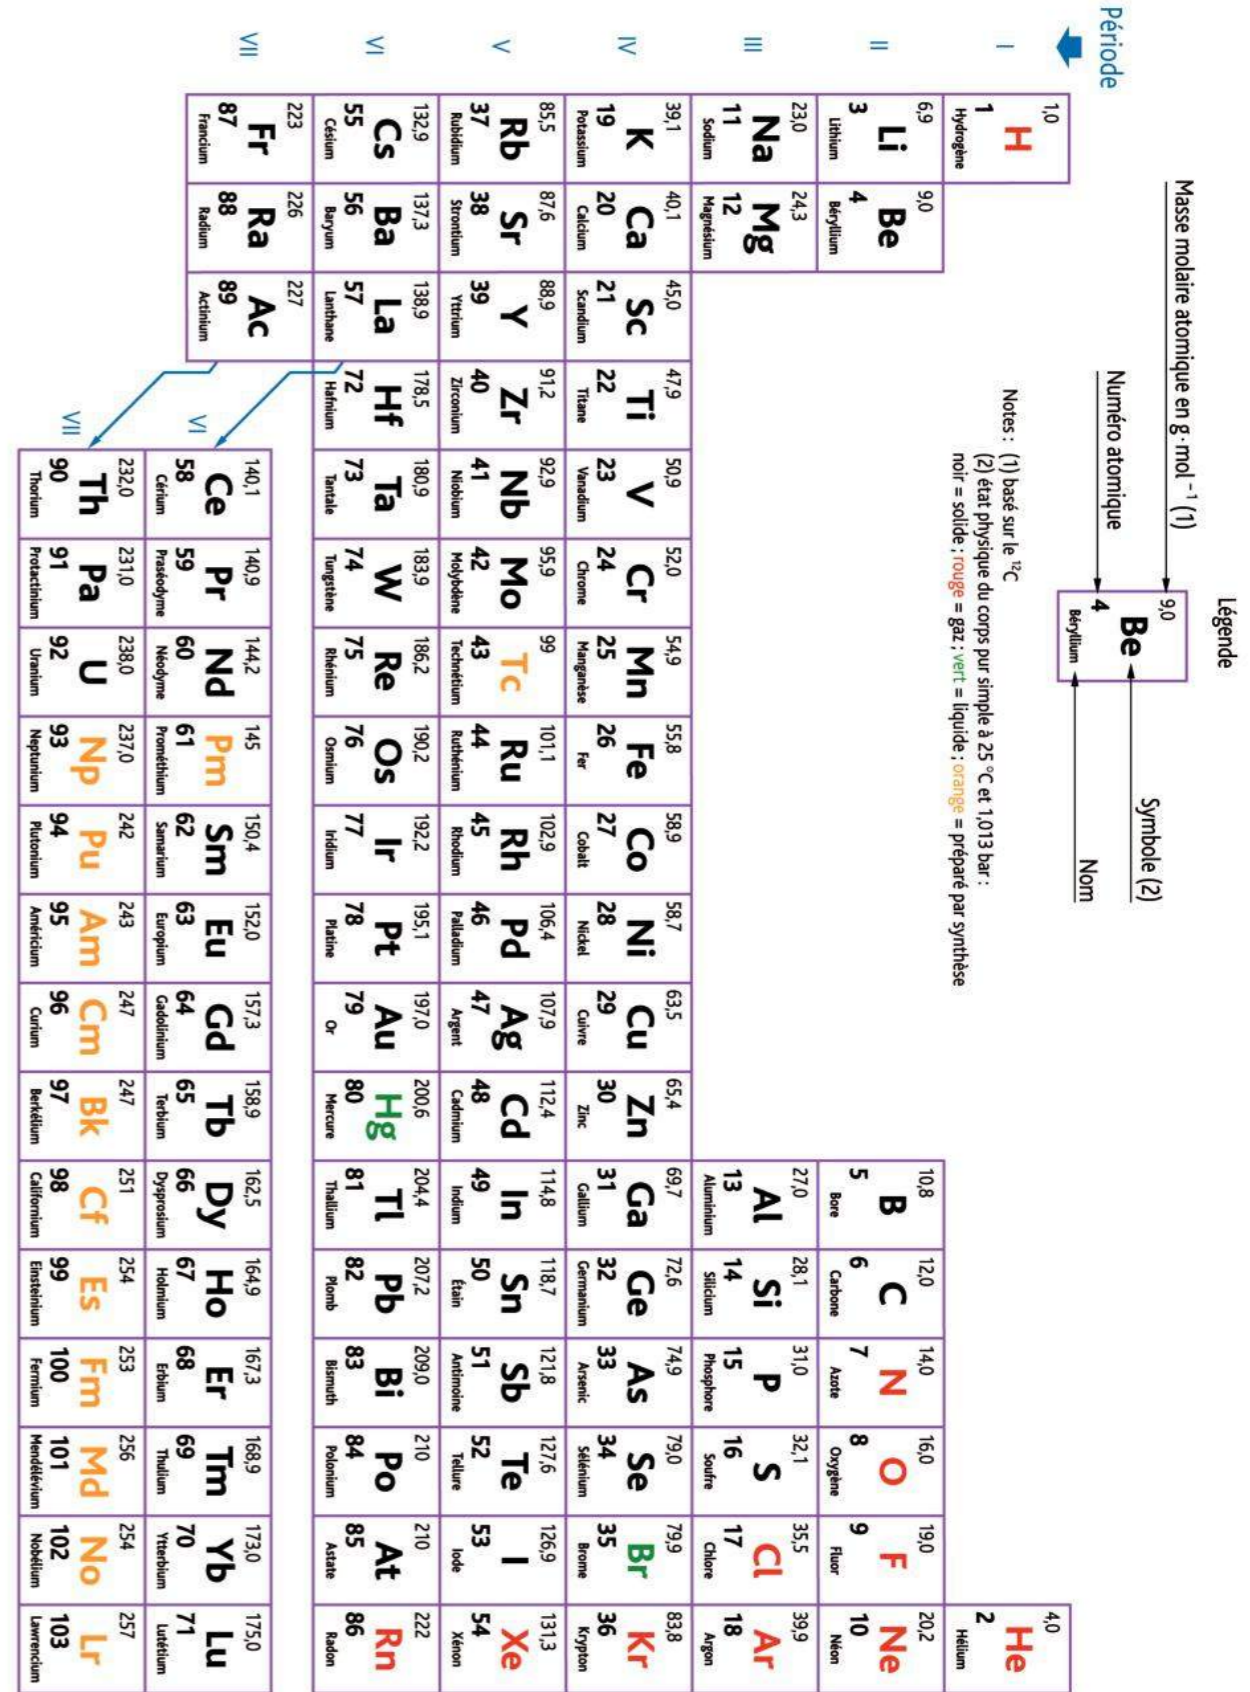 Légende
Masse molaire atomique en g · mol⁻¹ (1)
Numéro atomique
9,0
Be
4
Béryllium
Symbole (2)
Nom
Notes : (1) basé sur le ¹²C
(2) état physique du corps pur simple à 25 °C et 1,013 bar :
noir = solide ; rouge = gaz ; vert = liquide ; orange = préparé par synthèse
Période
I
1,0 H 1 Hydrogène
4,0 He 2 Hélium
II
6,9 Li 3 Lithium
9,0 Be 4 Béryllium
10,8 B 5 Bore
12,0 C 6 Carbone
14,0 N 7 Azote
16,0 O 8 Oxygène
19,0 F 9 Fluor
20,2 Ne 10 Néon
III
23,0 Na 11 Sodium
24,3 Mg 12 Magnésium
27,0 Al 13 Aluminium
28,1 Si 14 Silicium
31,0 P 15 Phosphore
32,1 S 16 Soufre
35,5 Cl 17 Chlore
39,9 Ar 18 Argon
IV
39,1 K 19 Potassium
40,1 Ca 20 Calcium
45,0 Sc 21 Scandium
47,9 Ti 22 Titane
50,9 V 23 Vanadium
52,0 Cr 24 Chrome
54,9 Mn 25 Manganèse
55,8 Fe 26 Fer
58,9 Co 27 Cobalt
58,7 Ni 28 Nickel
63,5 Cu 29 Cuivre
65,4 Zn 30 Zinc
69,7 Ga 31 Gallium
72,6 Ge 32 Germanium
74,9 As 33 Arsenic
79,0 Se 34 Sélénium
79,9 Br 35 Brome
83,8 Kr 36 Krypton
V
85,5 Rb 37 Rubidium
87,6 Sr 38 Strontium
88,9 Y 39 Yttrium
91,2 Zr 40 Zirconium
92,9 Nb 41 Niobium
95,9 Mo 42 Molybdène
99 Tc 43 Technétium
101,1 Ru 44 Ruthénium
102,9 Rh 45 Rhodium
106,4 Pd 46 Palladium
107,9 Ag 47 Argent
112,4 Cd 48 Cadmium
114,8 In 49 Indium
118,7 Sn 50 Étain
121,8 Sb 51 Antimoine
127,6 Te 52 Tellure
126,9 I 53 Iode
131,3 Xe 54 Xénon
VI
132,9 Cs 55 Césium
137,3 Ba 56 Baryum
138,9 La 57 Lanthane
178,5 Hf 72 Hafnium
180,9 Ta 73 Tantale
183,9 W 74 Tungstène
186,2 Re 75 Rhénium
190,2 Os 76 Osmium
192,2 Ir 77 Iridium
195,1 Pt 78 Platine
197,0 Au 79 Or
200,6 Hg 80 Mercure
204,4 Tl 81 Thallium
207,2 Pb 82 Plomb
209,0 Bi 83 Bismuth
210 Po 84 Polonium
210 At 85 Astate
222 Rn 86 Radon
VII
223 Fr 87 Francium
226 Ra 88 Radium
227 Ac 89 Actinium
VI
140,1 Ce 58 Cérium
140,9 Pr 59 Praséodyme
144,2 Nd 60 Néodyme
145 Pm 61 Prométhium
150,4 Sm 62 Samarium
152,0 Eu 63 Europium
157,3 Gd 64 Gadolinium
158,9 Tb 65 Terbium
162,5 Dy 66 Dysprosium
164,9 Ho 67 Holmium
167,3 Er 68 Erbium
168,9 Tm 69 Thulium
173,0 Yb 70 Ytterbium
175,0 Lu 71 Lutétium
VII
232,0 Th 90 Thorium
231,0 Pa 91 Protactinium
238,0 U 92 Uranium
237,0 Np 93 Neptunium
242 Pu 94 Plutonium
243 Am 95 Américium
247 Cm 96 Curium
247 Bk 97 Berkélium
251 Cf 98 Californium
254 Es 99 Einsteinium
253 Fm 100 Fermium
256 Md 101 Mendélévium
254 No 102 Nobélium
257 Lr 103 Lawrencium